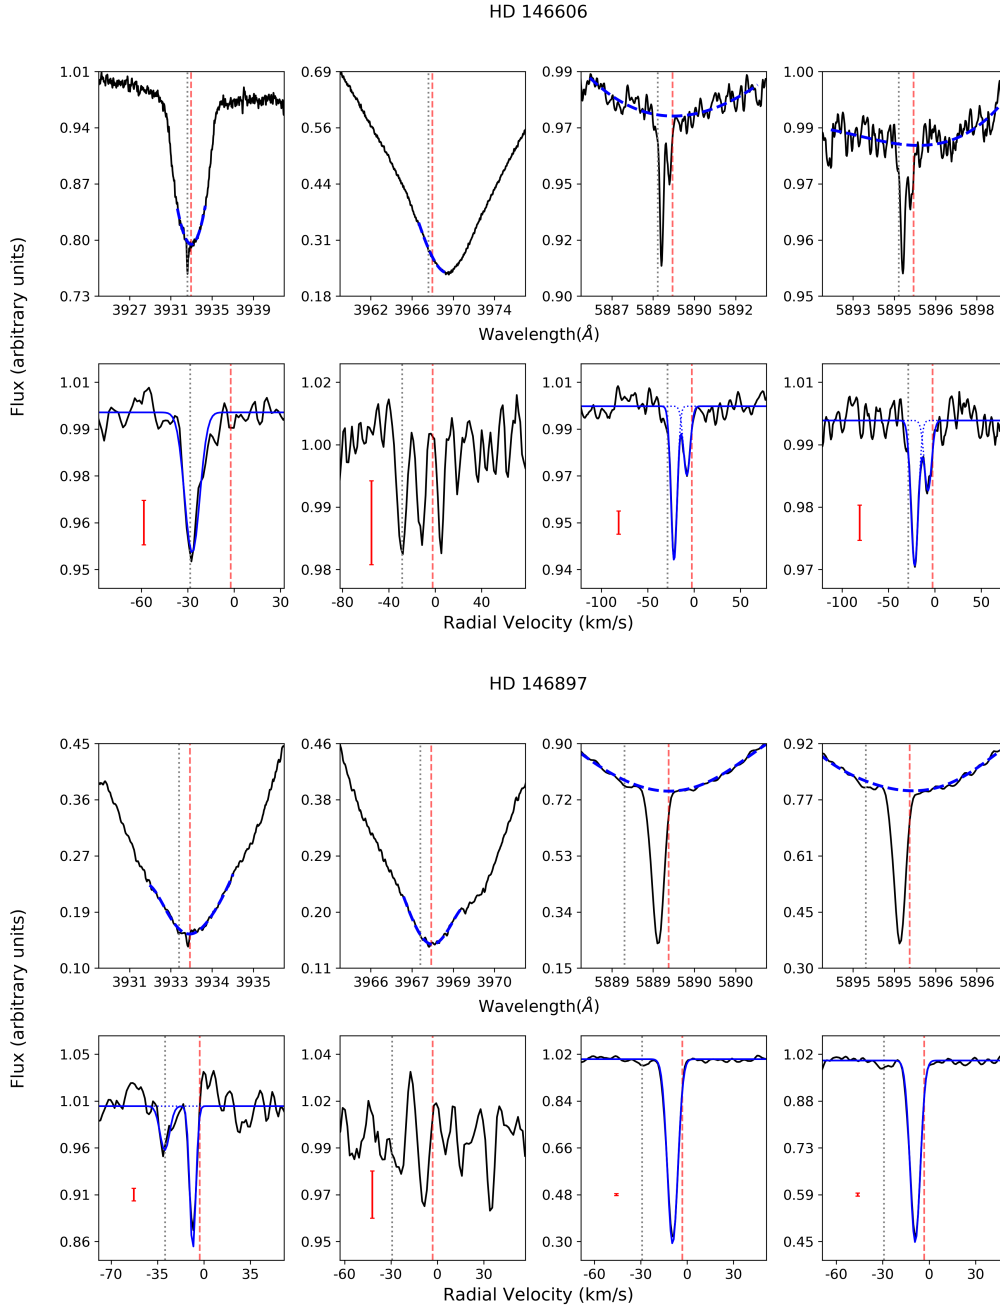 HD 146606
1.01 0.94 0.87 0.80 0.73
3927 3931 3935 3939
0.69 0.56 0.44 0.31 0.18
3962 3966 3970 3974
0.99 0.97 0.95 0.92 0.90
5887 5889 5890 5892
1.00 0.99 0.97 0.96 0.95
5893 5895 5896 5898
Wavelength(Å)
Flux (arbitrary units)
1.01 0.99 0.98 0.96 0.95
-60 -30 0 30
1.02 1.00 0.99 0.98
-80 -40 0 40
1.01 0.99 0.97 0.95 0.94
-100 -50 0 50
1.01 0.99 0.98 0.97
-100 -50 0 50
Radial Velocity (km/s)
HD 146897
0.45 0.36 0.27 0.19 0.10
3931 3933 3934 3935
0.46 0.38 0.29 0.20 0.11
3966 3967 3969 3970
0.90 0.72 0.53 0.34 0.15
5889 5889 5890 5890
0.92 0.77 0.61 0.45 0.30
5895 5895 5896 5896
Wavelength(Å)
Flux (arbitrary units)
1.05 1.01 0.96 0.91 0.86
-70 -35 0 35
1.04 1.02 0.99 0.97 0.95
-60 -30 0 30
1.02 0.84 0.66 0.48 0.30
-60 -30 0 30
1.02 0.88 0.73 0.59 0.45
-60 -30 0 30
Radial Velocity (km/s)